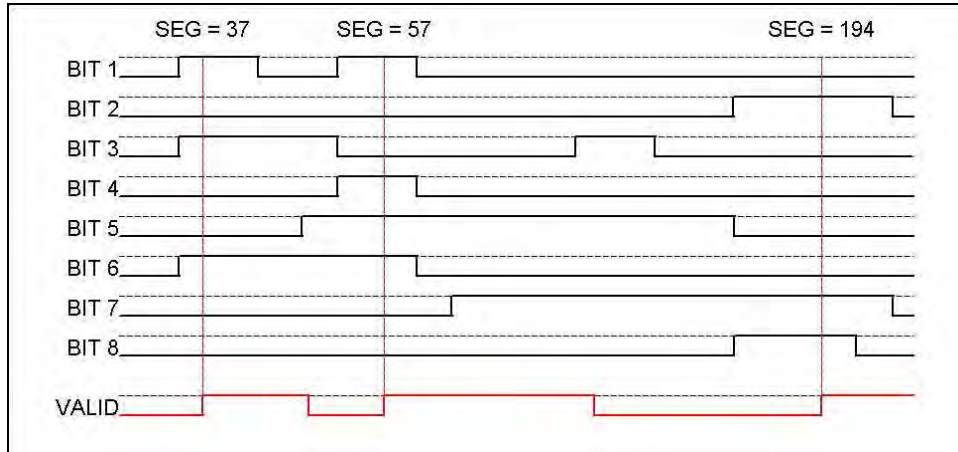 SEG = 37 SEG = 57 SEG = 194
BIT 1
BIT 2
BIT 3
BIT 4
BIT 5
BIT 6
BIT 7
BIT 8
VALID